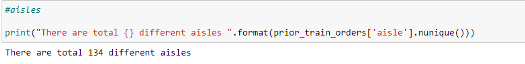 #aisles
print("There are total {} different aisles ".format(prior_train_orders['aisle'].nunique()))
There are total 134 different aisles